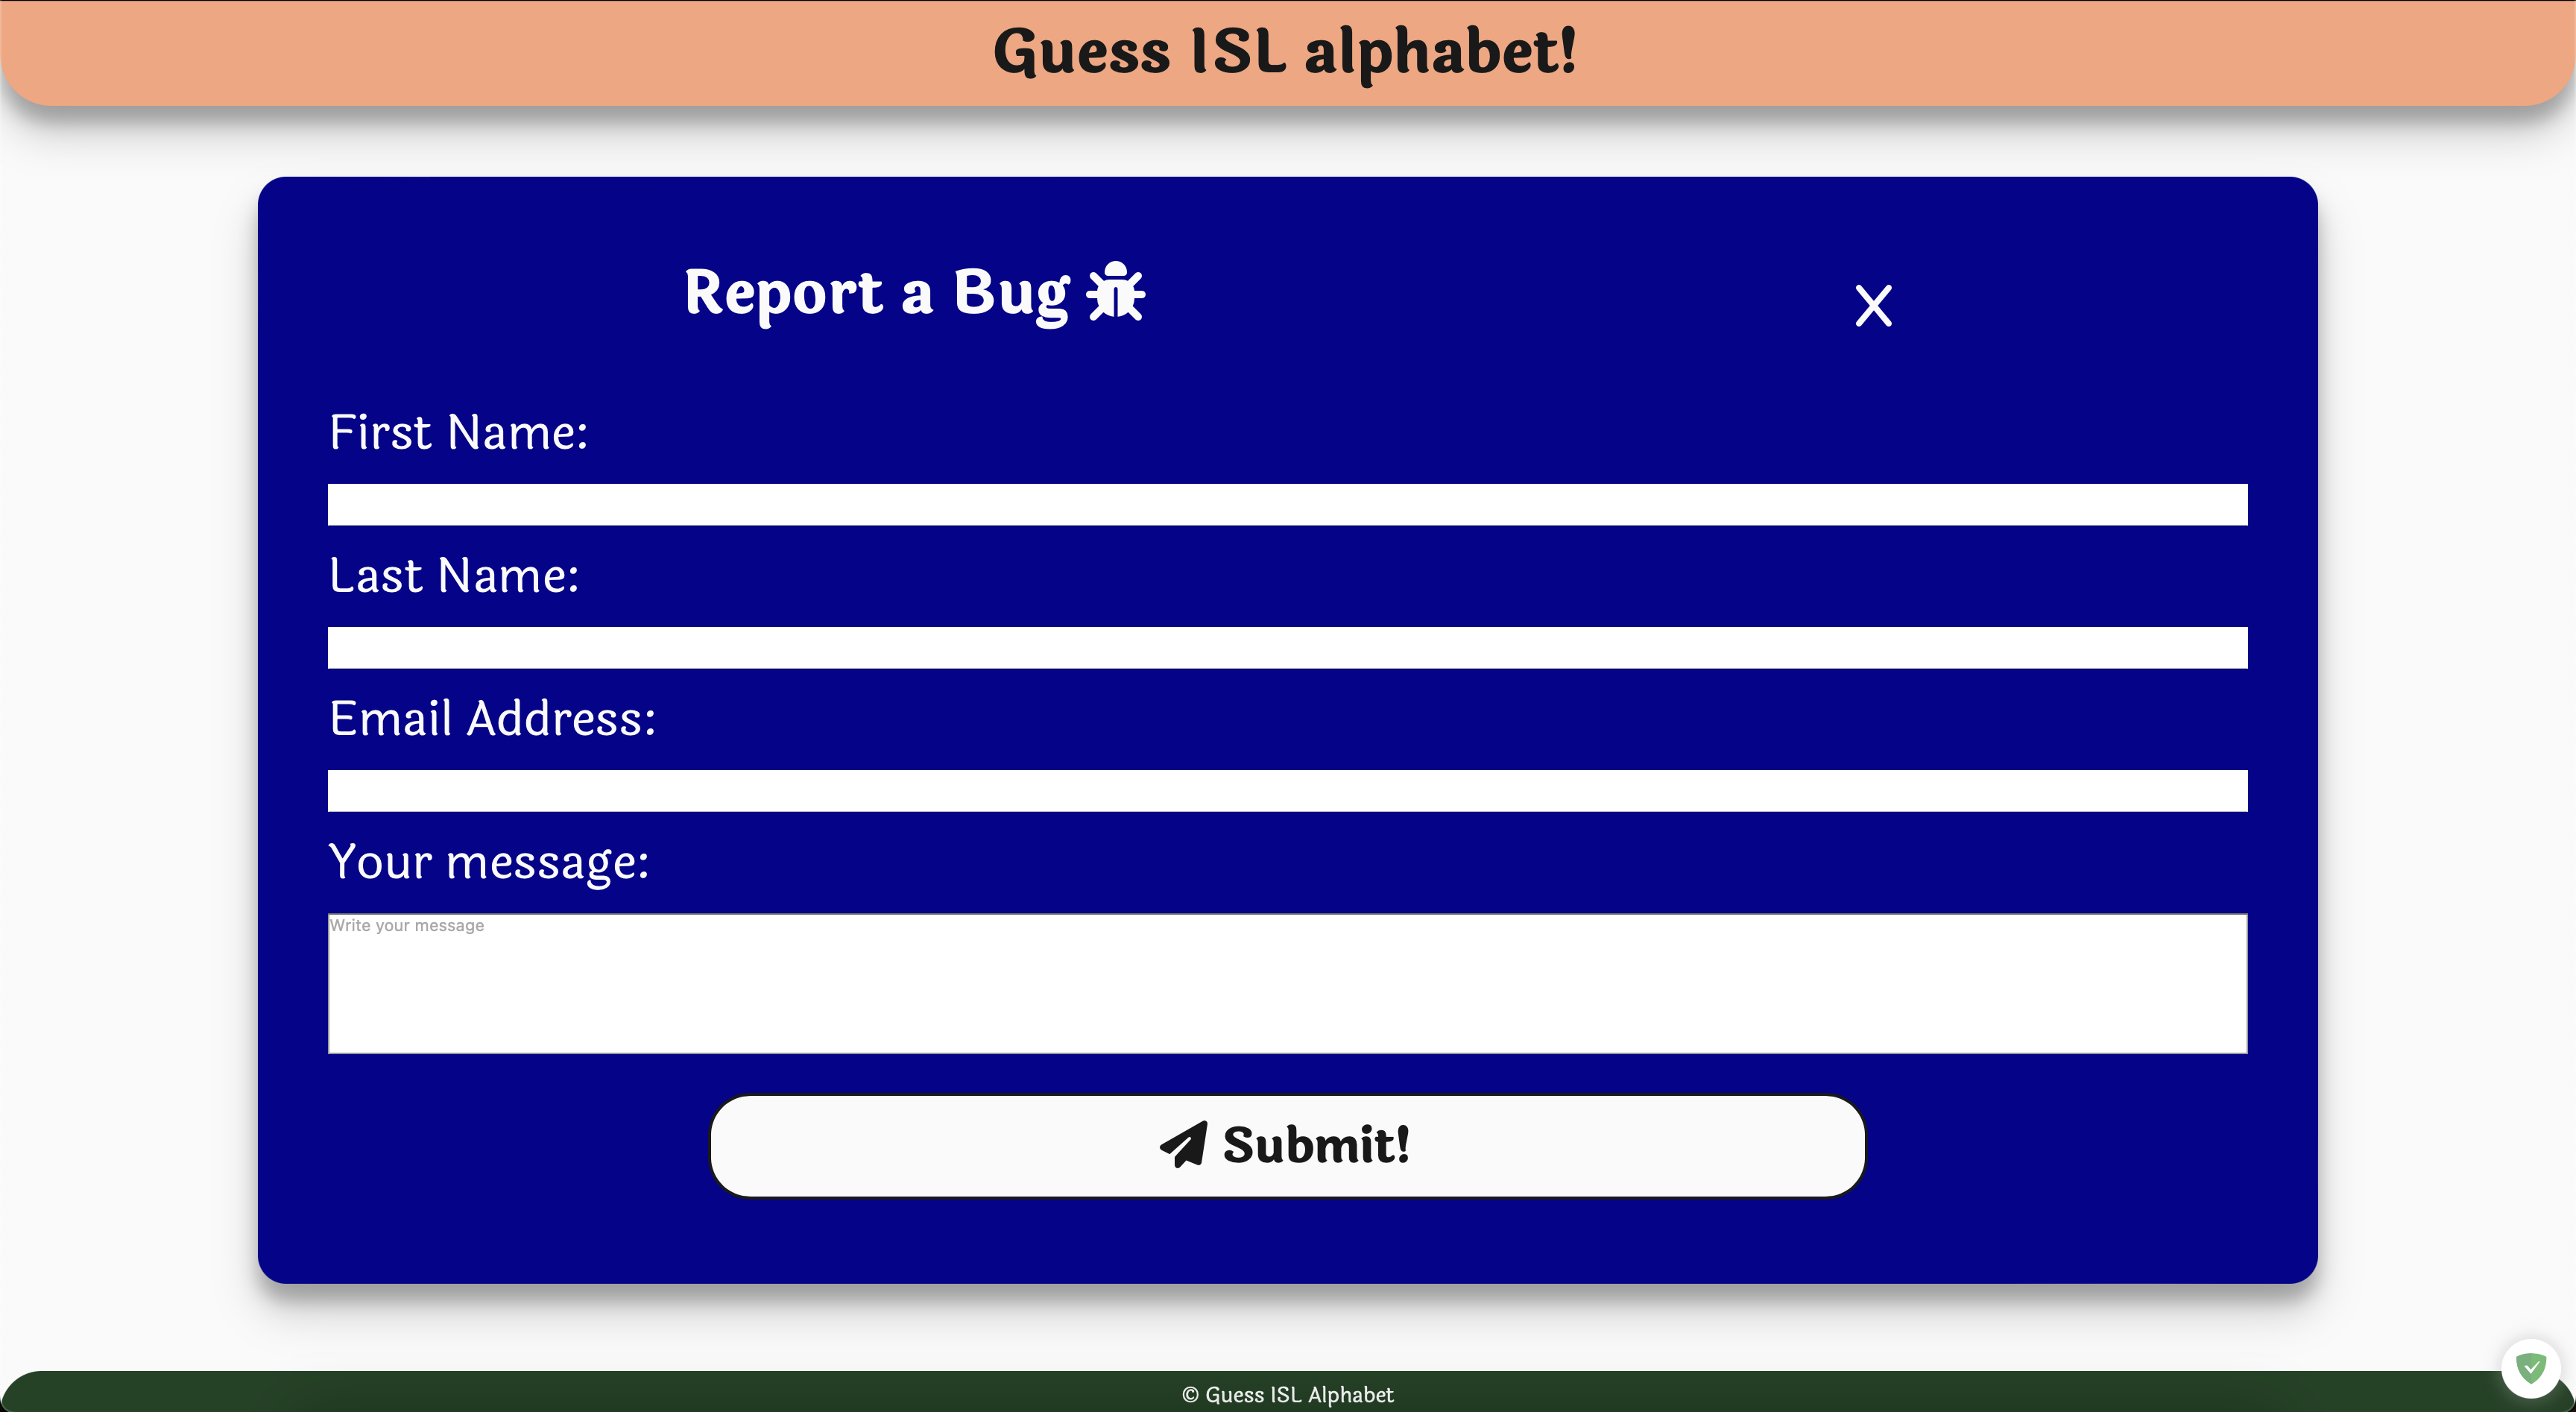 Guess ISL alphabet!
Report a Bug
X
First Name:
Last Name:
Email Address:
Your message:
Write your message
Submit!
© Guess ISL Alphabet